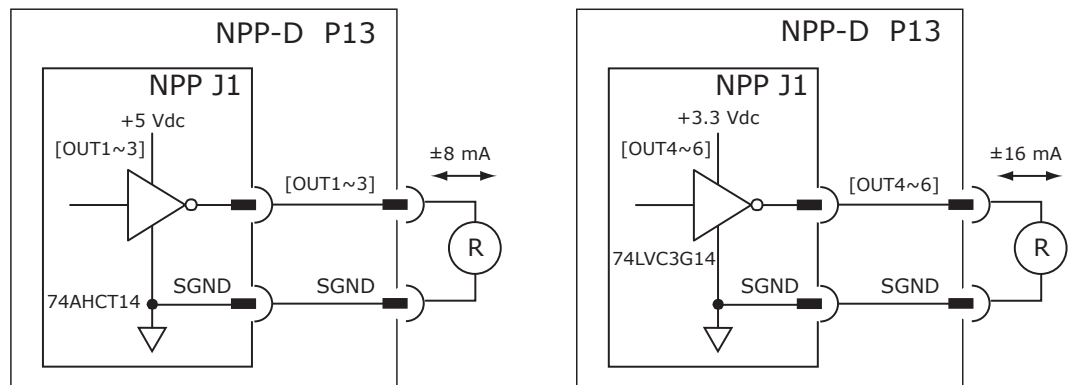 NPP-D P13
NPP J1
+5 Vdc
[OUT1~3]
±8 mA
[OUT1~3]
R
74AHCT14
SGND
SGND
NPP-D P13
NPP J1
+3.3 Vdc
[OUT4~6]
±16 mA
[OUT4~6]
R
74LVC3G14
SGND
SGND